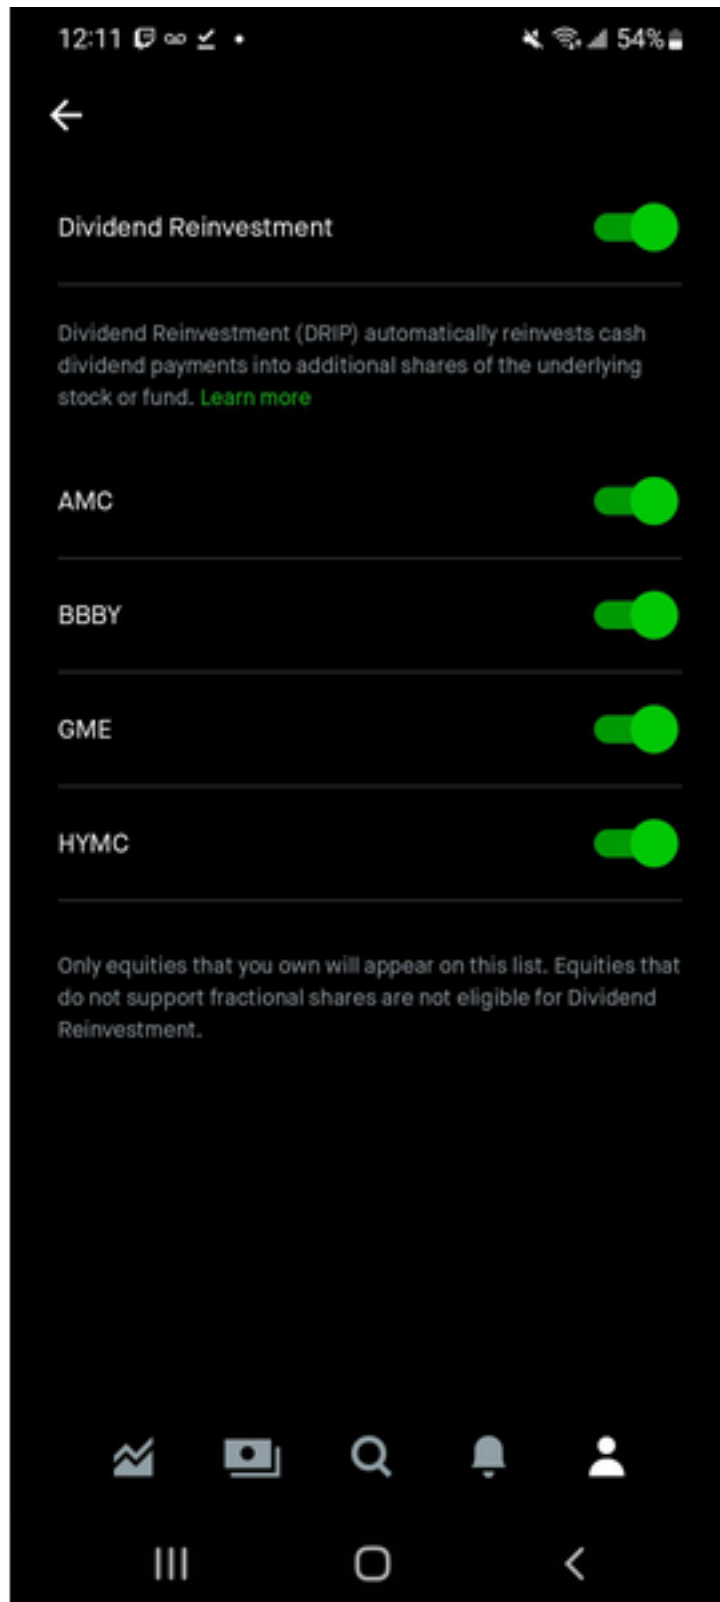 12:11 54%
Dividend Reinvestment
Dividend Reinvestment (DRIP) automatically reinvests cash
dividend payments into additional shares of the underlying
stock or fund. Learn more
AMC
BBBY
GME
HYMC
Only equities that you own will appear on this list. Equities that
do not support fractional shares are not eligible for Dividend
Reinvestment.